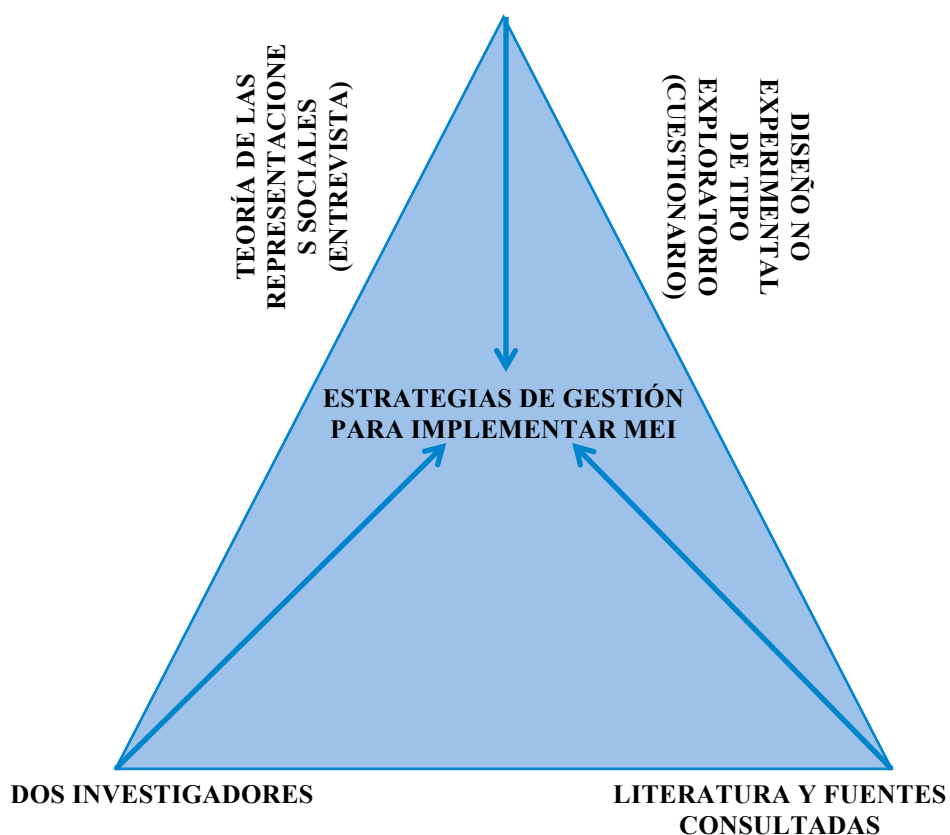 TEORÍA DE LAS
REPRESENTACIONE
S SOCIALES
(ENTREVISTA)
DISEÑO NO
EXPERIMENTAL
DE TIPO
EXPLORATORIO
(CUESTIONARIO)
ESTRATEGIAS DE GESTIÓN
PARA IMPLEMENTAR MEI
DOS INVESTIGADORES
LITERATURA Y FUENTES
CONSULTADAS